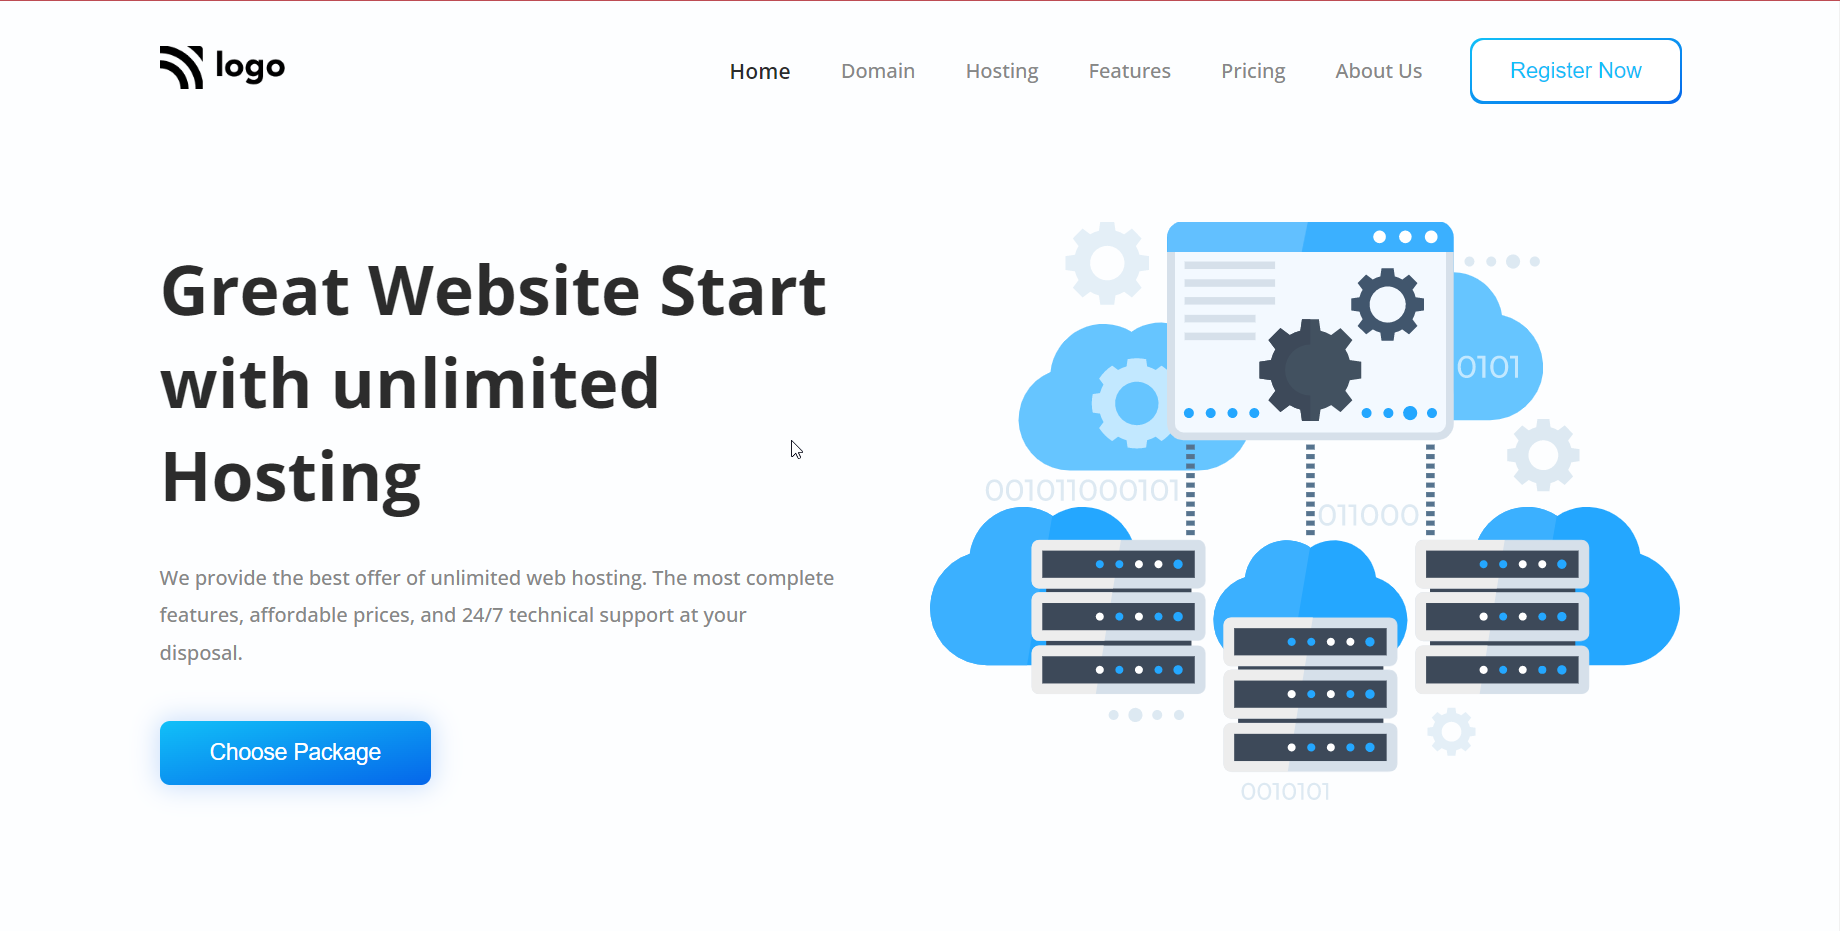 logo
Home Domain Hosting Features Pricing About Us Register Now
Great Website Start
with unlimited
Hosting
We provide the best offer of unlimited web hosting. The most complete
features, affordable prices, and 24/7 technical support at your
disposal.
Choose Package
0101
001011000101
011000
0010101